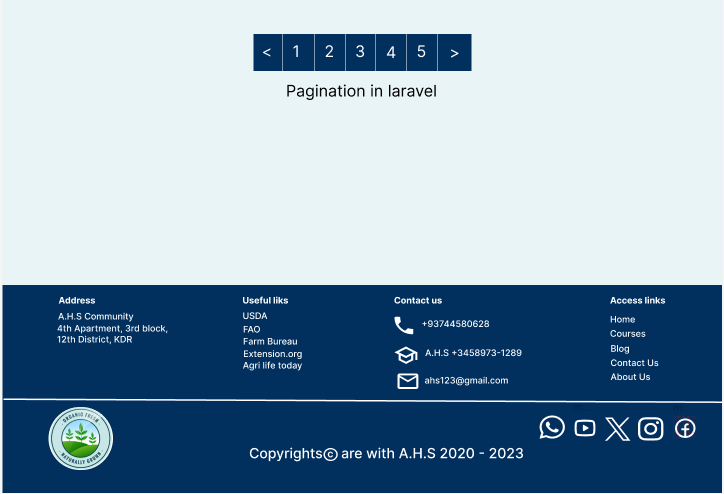 < 1 2 3 4 5 >
Pagination in laravel
Address
A.H.S Community
4th Apartment, 3rd block,
12th District, KDR
Useful liks
USDA
FAO
Farm Bureau
Extension.org
Agri life today
Contact us
+93744580628
A.H.S +3458973-1289
ahs123@gmail.com
Access links
Home
Courses
Blog
Contact Us
About Us
ORGANIC FRESH
NATURALLY GROWN
Copyrights© are with A.H.S 2020 - 2023